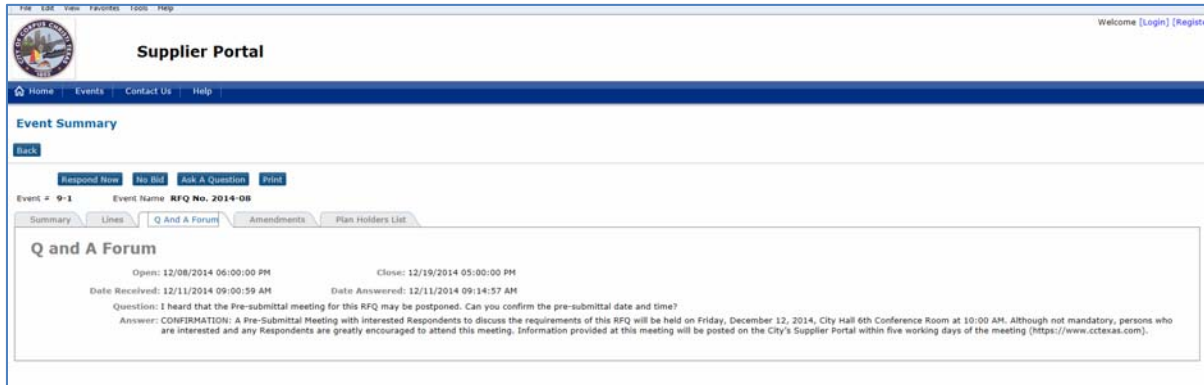 File Edit View Favorites Tools Help
Welcome [Login] [Registe
Supplier Portal
Home Events Contact Us Help
Event Summary
Back
Respond Now No Bid Ask A Question Print
Event # 9-1 Event Name RFQ No. 2014-08
Summary Lines Q And A Forum Amendments Plan Holders List
Q and A Forum
Open: 12/08/2014 06:00:00 PM Close: 12/19/2014 05:00:00 PM
Date Received: 12/11/2014 09:00:59 AM Date Answered: 12/11/2014 09:14:57 AM
Question: I heard that the Pre-submittal meeting for this RFQ may be postponed. Can you confirm the pre-submittal date and time?
Answer: CONFIRMATION: A Pre-Submittal Meeting with interested Respondents to discuss the requirements of this RFQ will be held on Friday, December 12, 2014, City Hall 6th Conference Room at 10:00 AM. Although not mandatory, persons who
are interested and any Respondents are greatly encouraged to attend this meeting. Information provided at this meeting will be posted on the City's Supplier Portal within five working days of the meeting (https://www.cctexas.com).